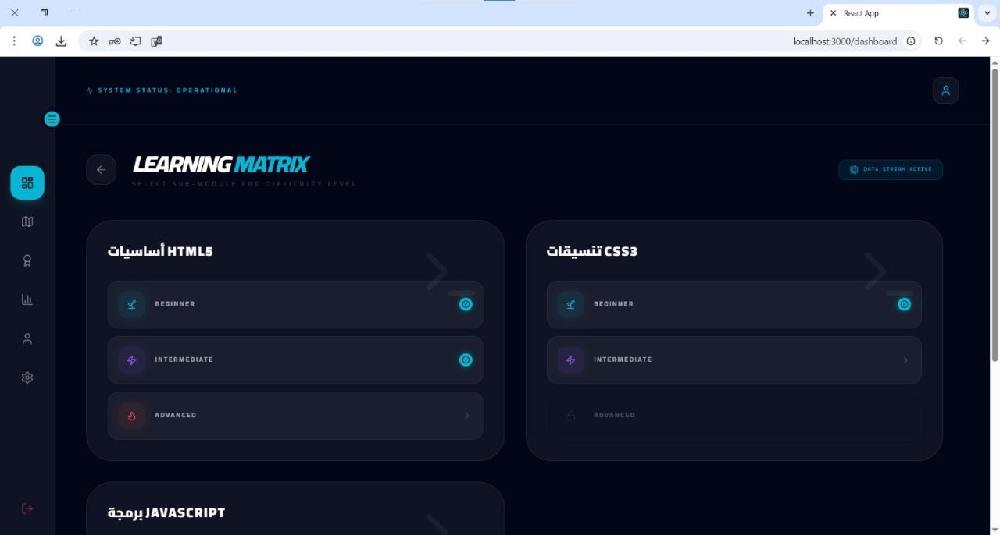 React App
localhost:3000/dashboard
SYSTEM STATUS: OPERATIONAL
LEARNING MATRIX
SELECT SUB-MODULE AND DIFFICULTY LEVEL
DATA STREAM ACTIVE
أساسيات HTML5
BEGINNER
INTERMEDIATE
ADVANCED
تنسيقات CSS3
BEGINNER
INTERMEDIATE
ADVANCED
برمجة JAVASCRIPT